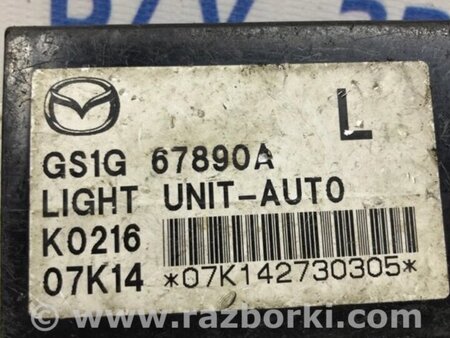 L
GS1G 67890A
LIGHT UNIT-AUTO
K0216
07K14 *07K142730305*
www.razborki.com